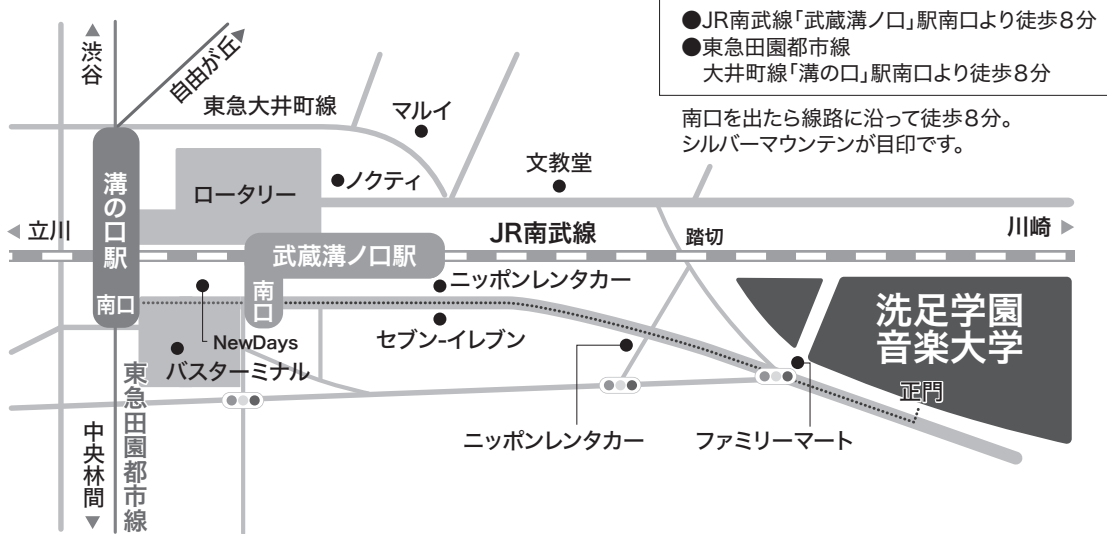 ●JR南武線「武蔵溝ノ口」駅南口より徒歩8分
●東急田園都市線
大井町線「溝の口」駅南口より徒歩8分
南口を出たら線路に沿って徒歩8分。
シルバーマウンテンが目印です。
▲渋谷
自由が丘
東急大井町線
マルイ
文教堂
ノクティ
ロータリー
溝の口駅
南口
◀立川
JR南武線
踏切
川崎▶
武蔵溝ノ口駅
南口
ニッポンレンタカー
NewDays
セブン-イレブン
バスターミナル
洗足学園
音楽大学
正門
東急田園都市線
中央林間▼
ニッポンレンタカー
ファミリーマート